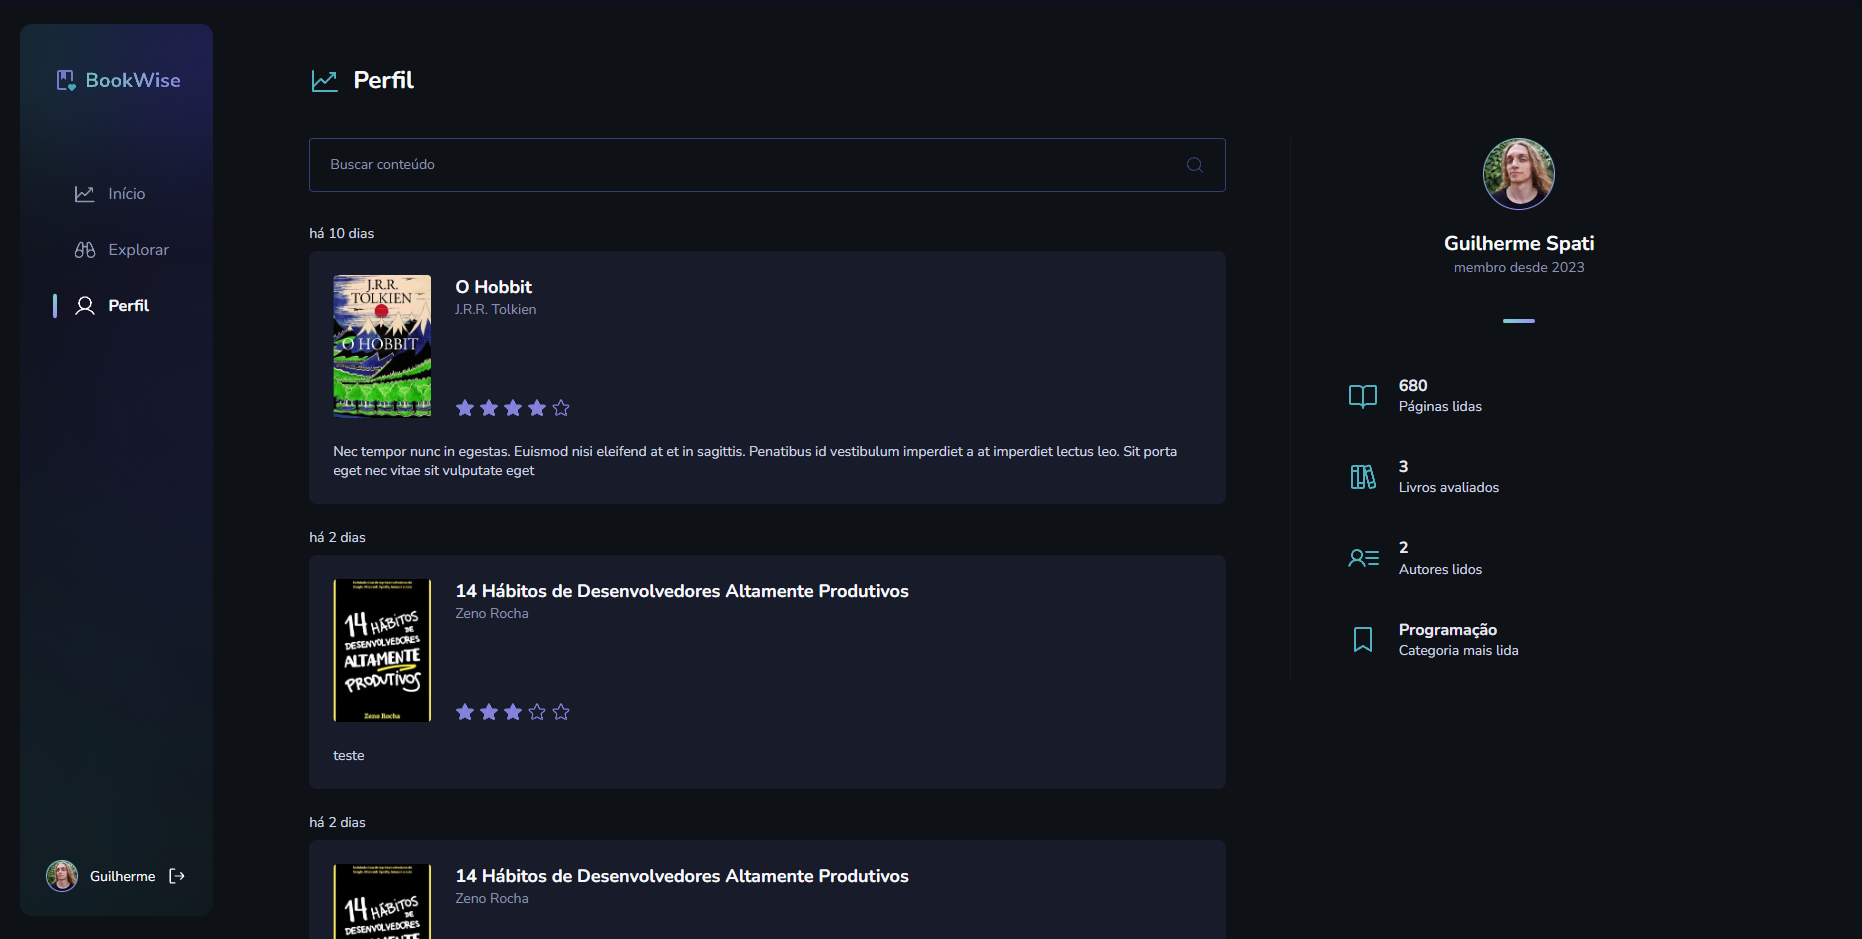 BookWise
Início
Explorar
Perfil
Guilherme
Perfil
Buscar conteúdo
há 10 dias
J.R.R.
TOLKIEN
O HOBBIT
O Hobbit
J.R.R. Tolkien
Nec tempor nunc in egestas. Euismod nisi eleifend at et in sagittis. Penatibus id vestibulum imperdiet a at imperdiet lectus leo. Sit porta
eget nec vitae sit vulputate eget
há 2 dias
14 HÁBITOS
DE
DESENVOLVEDORES
ALTAMENTE
PRODUTIVOS
Zeno Rocha
14 Hábitos de Desenvolvedores Altamente Produtivos
Zeno Rocha
teste
há 2 dias
14 HÁBITOS
DE
DESENVOLVEDORES
14 Hábitos de Desenvolvedores Altamente Produtivos
Zeno Rocha
Guilherme Spati
membro desde 2023
680
Páginas lidas
3
Livros avaliados
2
Autores lidos
Programação
Categoria mais lida